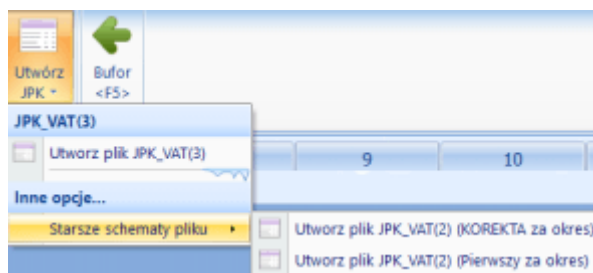 Utwórz
JPK
Bufor
<F5>
JPK_VAT(3)
Utworz plik JPK_VAT(3)
9
10
Inne opcje...
Starsze schematy pliku
Utworz plik JPK_VAT(2) (KOREKTA za okres)
Utworz plik JPK_VAT(2) (Pierwszy za okres)